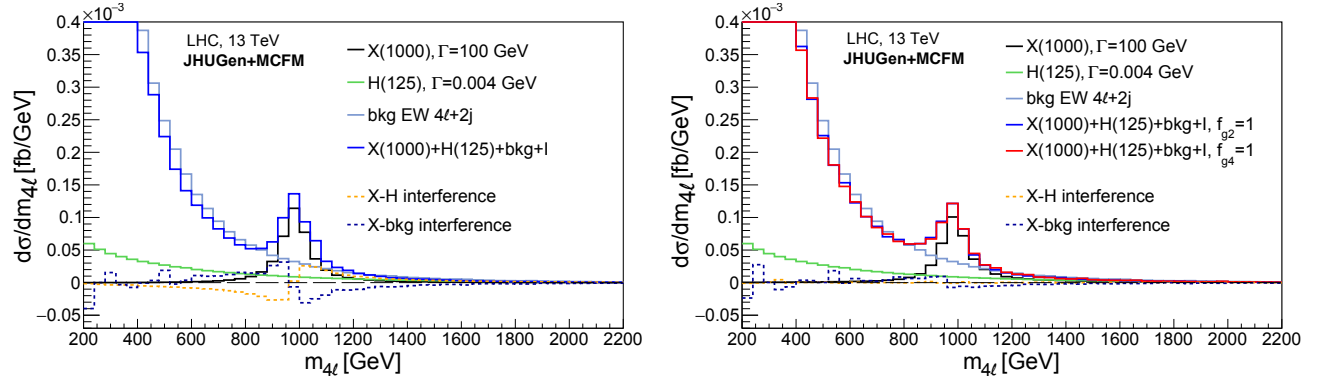 ×10⁻³
0.4
0.35
0.3
0.25
0.2
0.15
0.1
0.05
0
−0.05
dσ/dm4ℓ [fb/GeV]
LHC, 13 TeV
JHUGen+MCFM
X(1000), Γ=100 GeV
H(125), Γ=0.004 GeV
bkg EW 4ℓ+2j
X(1000)+H(125)+bkg+I
X-H interference
X-bkg interference
200 400 600 800 1000 1200 1400 1600 1800 2000 2200
m4ℓ [GeV]
×10⁻³
0.4
0.35
0.3
0.25
0.2
0.15
0.1
0.05
0
−0.05
dσ/dm4ℓ [fb/GeV]
LHC, 13 TeV
JHUGen+MCFM
X(1000), Γ=100 GeV
H(125), Γ=0.004 GeV
bkg EW 4ℓ+2j
X(1000)+H(125)+bkg+I, fg2=1
X(1000)+H(125)+bkg+I, fg4=1
X-H interference
X-bkg interference
200 400 600 800 1000 1200 1400 1600 1800 2000 2200
m4ℓ [GeV]